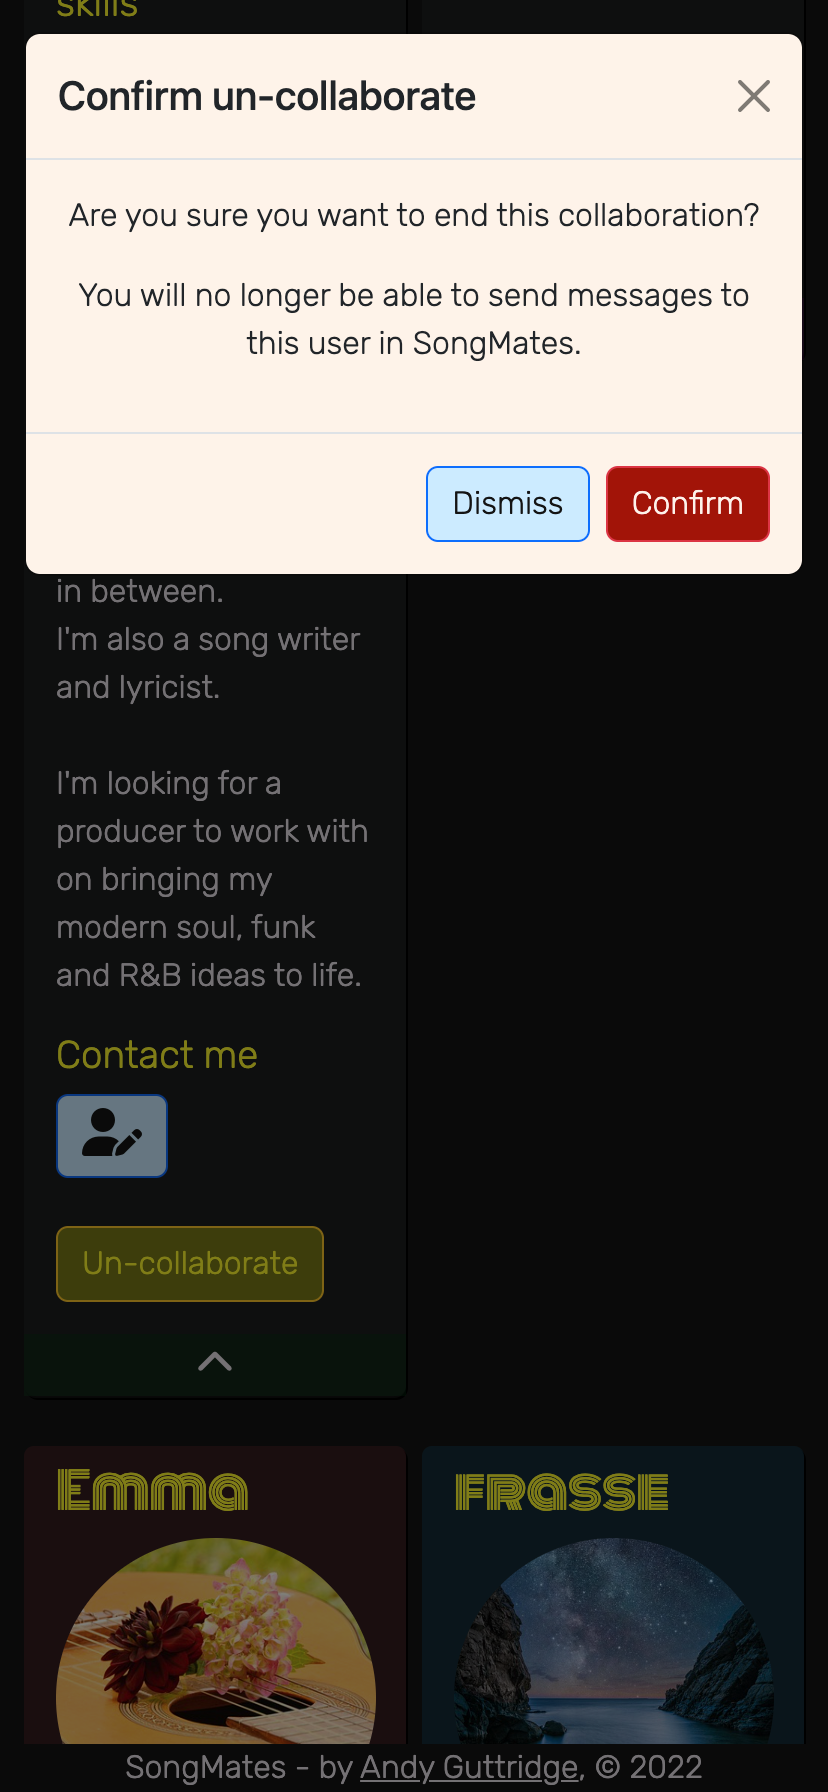 skills
Confirm un-collaborate
Are you sure you want to end this collaboration?
You will no longer be able to send messages to
this user in SongMates.
Dismiss
Confirm
in between.
I'm also a song writer
and lyricist.
I'm looking for a
producer to work with
on bringing my
modern soul, funk
and R&B ideas to life.
Contact me
Un-collaborate
Emma
Frasse
SongMates - by Andy Guttridge, © 2022